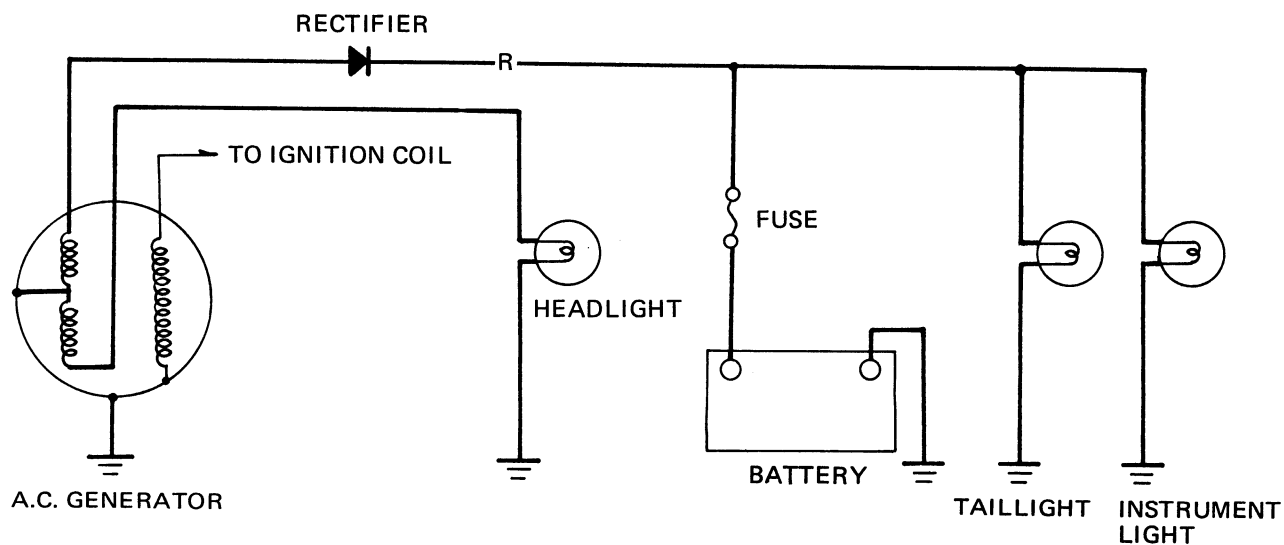 RECTIFIER
R
TO IGNITION COIL
FUSE
HEADLIGHT
BATTERY
A.C. GENERATOR
TAILLIGHT
INSTRUMENT
LIGHT